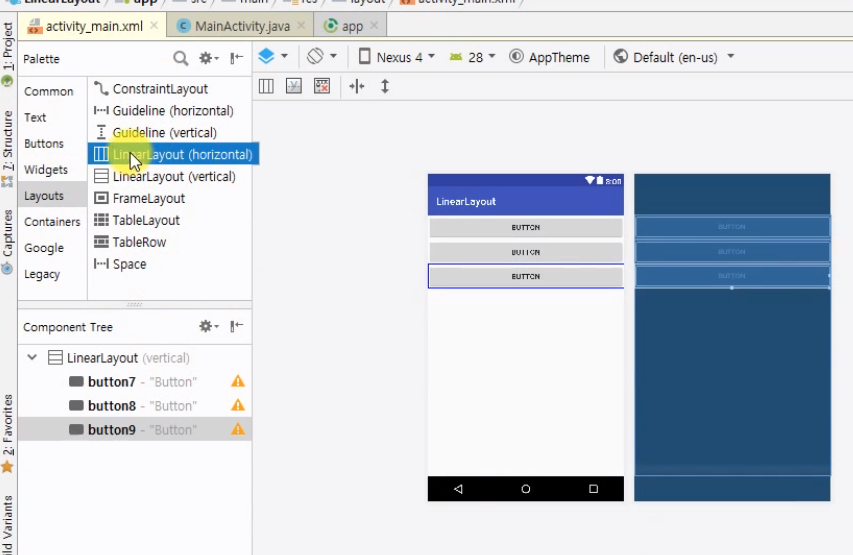 LinearLayout app src main res layout activity_main.xml
activity_main.xml MainActivity.java app
1: Project
Z: Structure
Captures
2: Favorites
ild Variants
Palette
Nexus 4 28 AppTheme Default (en-us)
Common
Text
Buttons
Widgets
Layouts
Containers
Google
Legacy
ConstraintLayout
Guideline (horizontal)
Guideline (vertical)
LinearLayout (horizontal)
LinearLayout (vertical)
FrameLayout
TableLayout
TableRow
Space
Component Tree
LinearLayout (vertical)
button7 - "Button"
button8 - "Button"
button9 - "Button"
8:00
LinearLayout
BUTTON
BUTTON
BUTTON
BUTTON
BUTTON
BUTTON